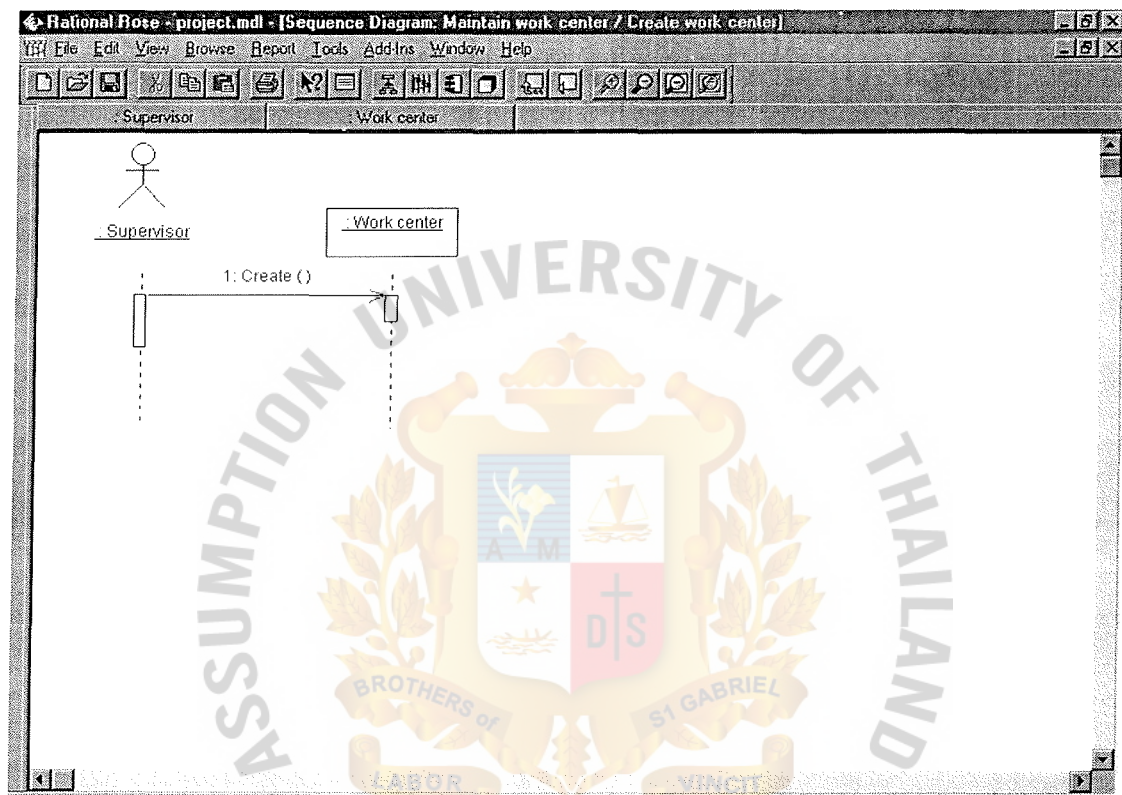 Rational Rose - project.mdl - [Sequence Diagram: Maintain work center / Create work center]
File Edit View Browse Report Tools Add-Ins Window Help
: Supervisor : Work center
: Supervisor
: Work center
1: Create ( )
ASSUMPTION UNIVERSITY OF THAILAND
A M
D S
BROTHERS of ST GABRIEL
LABOR VINCIT